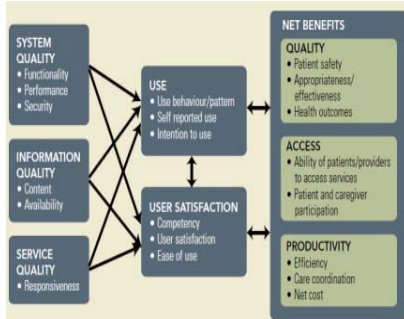 SYSTEM
QUALITY
• Functionality
• Performance
• Security
INFORMATION
QUALITY
• Content
• Availability
SERVICE
QUALITY
• Responsiveness
USE
• Use behaviour/pattern
• Self reported use
• Intention to use
USER SATISFACTION
• Competency
• User satisfaction
• Ease of use
NET BENEFITS
QUALITY
• Patient safety
• Appropriateness/
effectiveness
• Health outcomes
ACCESS
• Ability of patients/providers
to access services
• Patient and caregiver
participation
PRODUCTIVITY
• Efficiency
• Care coordination
• Net cost